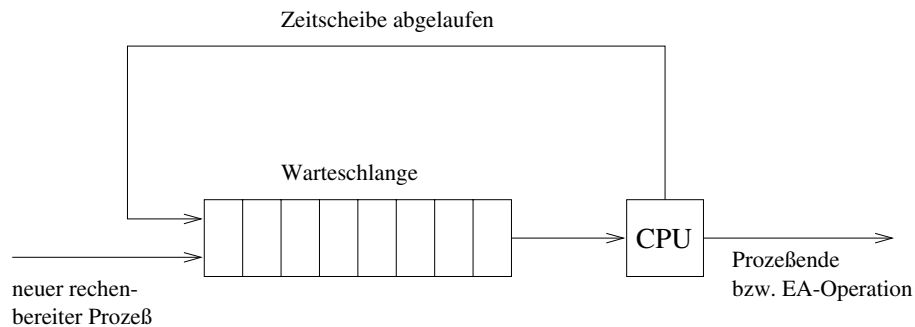 Zeitscheibe abgelaufen
Warteschlange
CPU
Prozeßende
bzw. EA-Operation
neuer rechen-
bereiter Prozeß